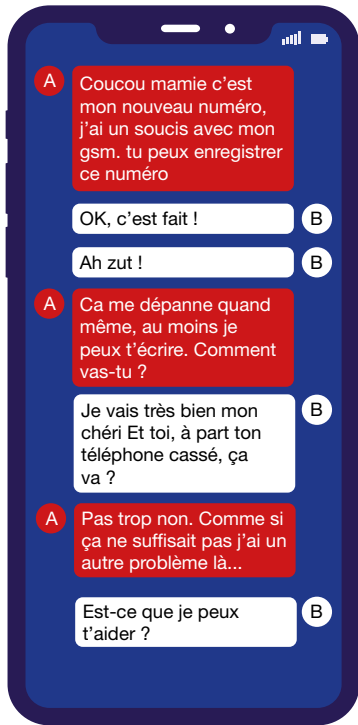 A
Coucou mamie c'est
mon nouveau numéro,
j'ai un soucis avec mon
gsm. tu peux enregistrer
ce numéro
OK, c'est fait !
B
Ah zut !
B
A
Ca me dépanne quand
même, au moins je
peux t'écrire. Comment
vas-tu ?
Je vais très bien mon
chéri Et toi, à part ton
téléphone cassé, ça
va ?
B
A
Pas trop non. Comme si
ça ne suffisait pas j'ai un
autre problème là...
Est-ce que je peux
t'aider ?
B